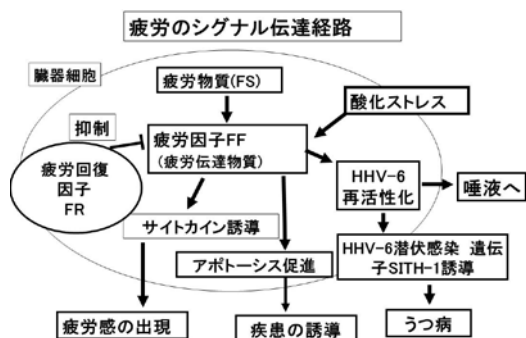 疲労のシグナル伝達経路
臓器細胞
疲労物質(FS)
酸化ストレス
抑制
疲労因子FF
(疲労伝達物質)
疲労回復
因子
FR
HHV-6
再活性化
唾液へ
サイトカイン誘導
HHV-6潜伏感染 遺伝
子SITH-1誘導
アポトーシス促進
疲労感の出現
疾患の誘導
うつ病